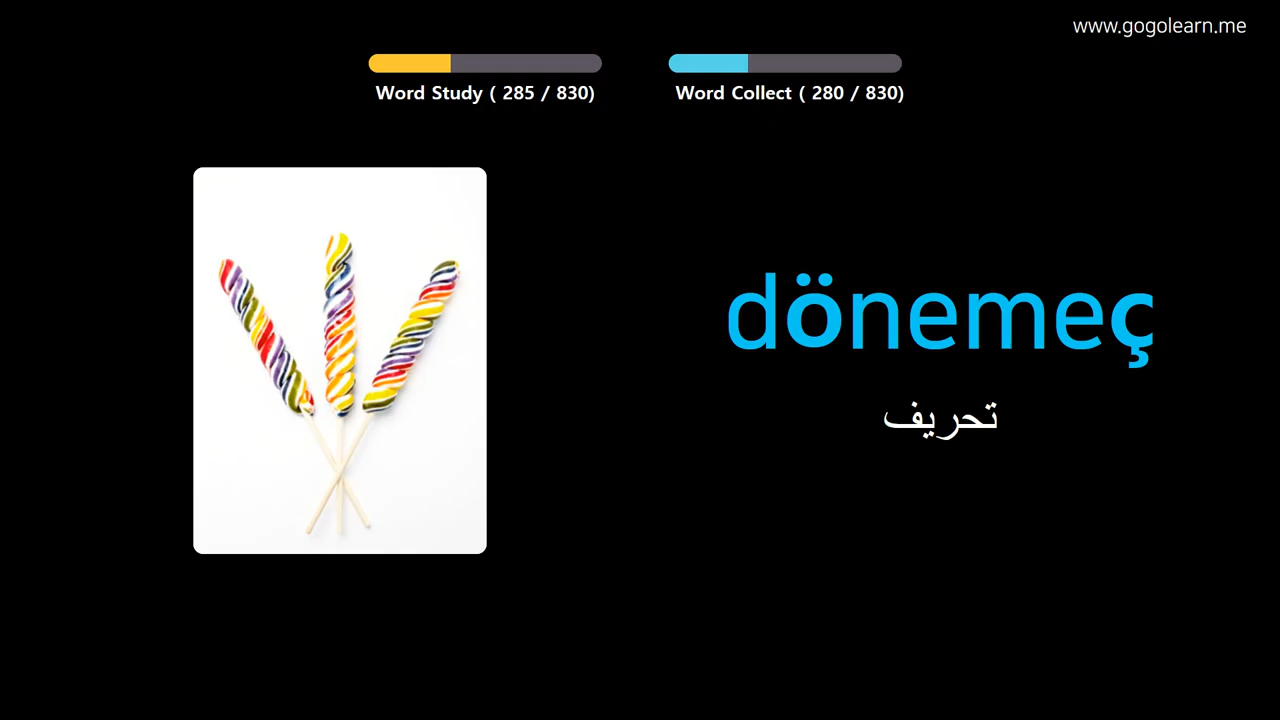 www.gogolearn.me
Word Study ( 285 / 830)
Word Collect ( 280 / 830)
dönemeç
تحريف